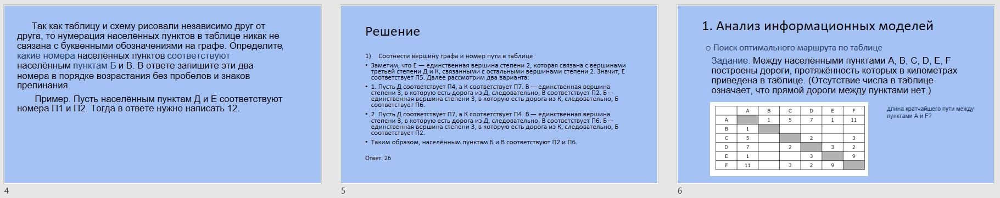 Так как таблицу и схему рисовали независимо друг от
друга, то нумерация населённых пунктов в таблице никак не
связана с буквенными обозначениями на графе. Определите,
какие номера населённых пунктов соответствуют
населённым пунктам Б и В. В ответе запишите эти два
номера в порядке возрастания без пробелов и знаков
препинания.
Пример. Пусть населённым пунктам Д и Е соответствуют
номера П1 и П2. Тогда в ответе нужно написать 12.
4
Решение
1) Соотнести вершину графа и номер пути в таблице
• Заметим, что Е — единственная вершина степени 2, которая связана с вершинами
третьей степени Д и К, связанными с остальными вершинами степени 2. Значит, Е
соответствует П5. Далее рассмотрим два варианта:
• 1. Пусть Д соответствует П4, а К соответствует П7. В — единственная вершина
степени 3, в которую есть дорога из Д, следовательно, В соответствует П2. Б —
единственная вершина степени 3, в которую есть дорога из К, следовательно, Б
соответствует П6.
• 2. Пусть Д соответствует П7, а К соответствует П4. В — единственная вершина
степени 3, в которую есть дорога из Д, следовательно, В соответствует П6. Б —
единственная вершина степени 3, в которую есть дорога из К, следовательно, Б
соответствует П2.
• Таким образом, населённым пунктам Б и В соответствуют П2 и П6.
Ответ: 26
5
1. Анализ информационных моделей
○ Поиск оптимального маршрута по таблице
Задание. Между населёнными пунктами A, B, C, D, E, F
построены дороги, протяжённость которых в километрах
приведена в таблице. (Отсутствие числа в таблице
означает, что прямой дороги между пунктами нет.)
A B C D E F
A 1 5 7 1 11
B 1
C 5 2 3
D 7 2 3 2
E 1 3 9
F 11 3 2 9
длина кратчайшего пути между
пунктами А и F?
6